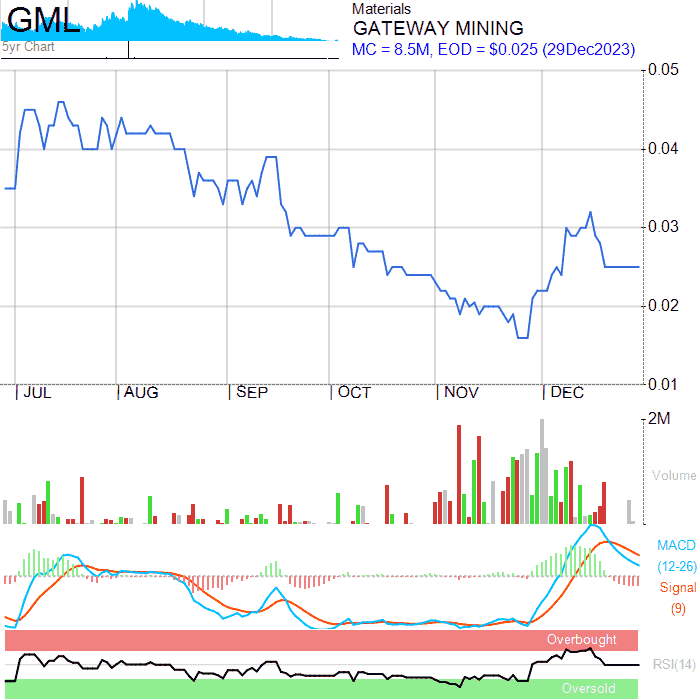 GML
5yr Chart
Materials
GATEWAY MINING
MC = 8.5M, EOD = $0.025 (29Dec2023)
0.05
0.04
0.03
0.02
0.01
JUL AUG SEP OCT NOV DEC
2M
Volume
MACD
(12-26)
Signal
(9)
Overbought
RSI(14)
Oversold